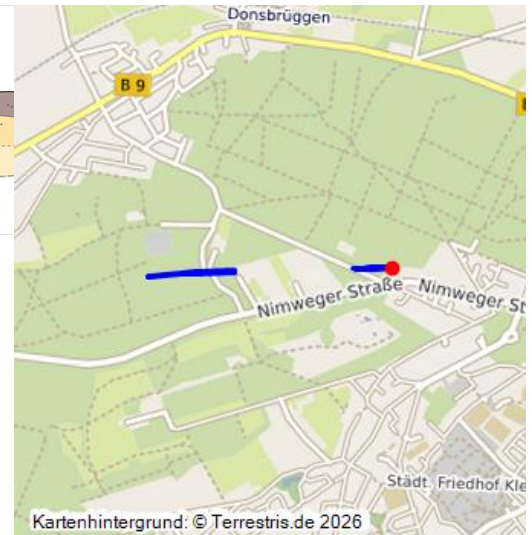 Donsbrüggen
B 9
Nimweger Straße
Nimweger St
Städt. Friedhof Kle
Kartenhintergrund: © Terrestris.de 2026